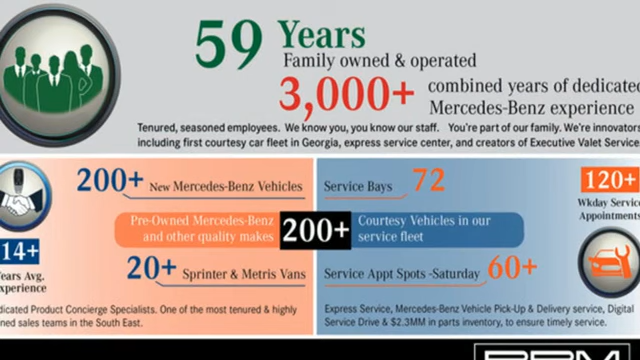 59 Years
Family owned & operated
3,000+ combined years of dedicated
Mercedes-Benz experience
Tenured, seasoned employees. We know you, you know our staff. You're part of our family. We're innovators
including first courtesy car fleet in Georgia, express service center, and creators of Executive Valet Service
200+ New Mercedes-Benz Vehicles
Service Bays 72
120+
Wkday Service
Appointments
Pre-Owned Mercedes-Benz
and other quality makes
200+
Courtesy Vehicles in our
service fleet
14+
Years Avg.
Experience
20+ Sprinter & Metris Vans
Service Appt Spots -Saturday 60+
dicated Product Concierge Specialists. One of the most tenured & highly
ned sales teams in the South East.
Express Service, Mercedes-Benz Vehicle Pick-Up & Delivery service, Digital
Service Drive & $2.3MM in parts inventory, to ensure timely service.